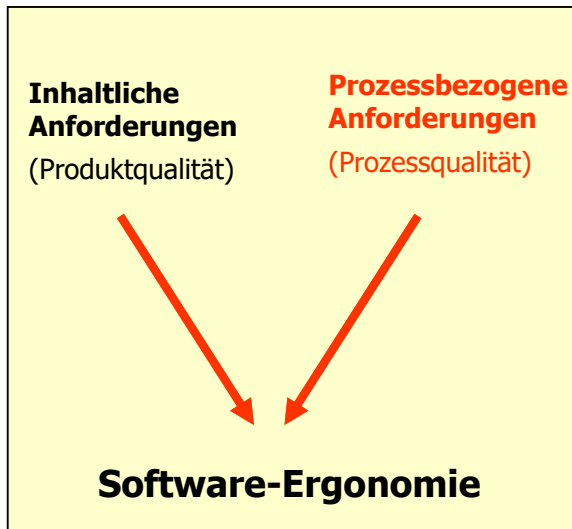 Inhaltliche
Anforderungen
(Produktqualität)
Prozessbezogene
Anforderungen
(Prozessqualität)
Software-Ergonomie